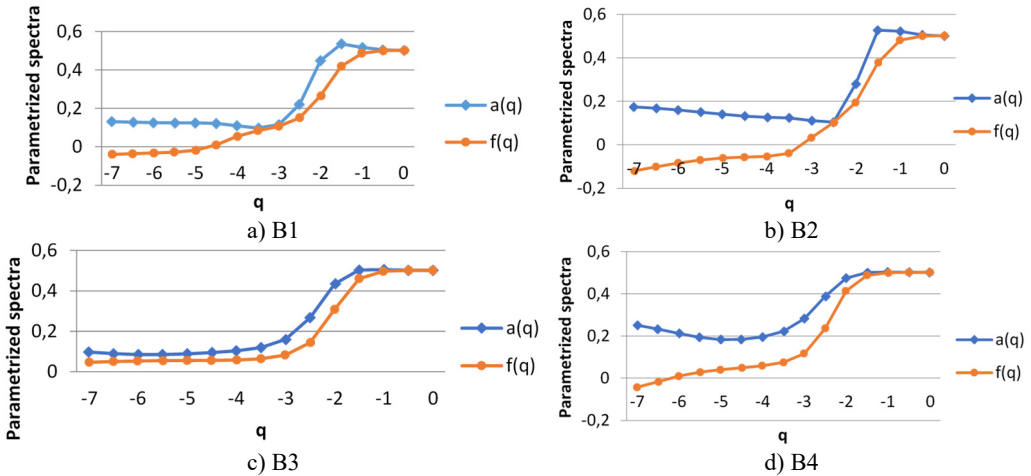 Parametrized spectra
0,6
0,4
0,2
0
-0,2
-7 -6 -5 -4 -3 -2 -1 0
q
a(q)
f(q)
a) B1
Parametrized spectra
0,6
0,4
0,2
0
-0,2
-7 -6 -5 -4 -3 -2 -1 0
q
a(q)
f(q)
b) B2
Parametrized spectra
0,6
0,4
0,2
0
-7 -6 -5 -4 -3 -2 -1 0
q
a(q)
f(q)
c) B3
Parametrized spectra
0,6
0,4
0,2
0
-0,2
-7 -6 -5 -4 -3 -2 -1 0
q
a(q)
f(q)
d) B4